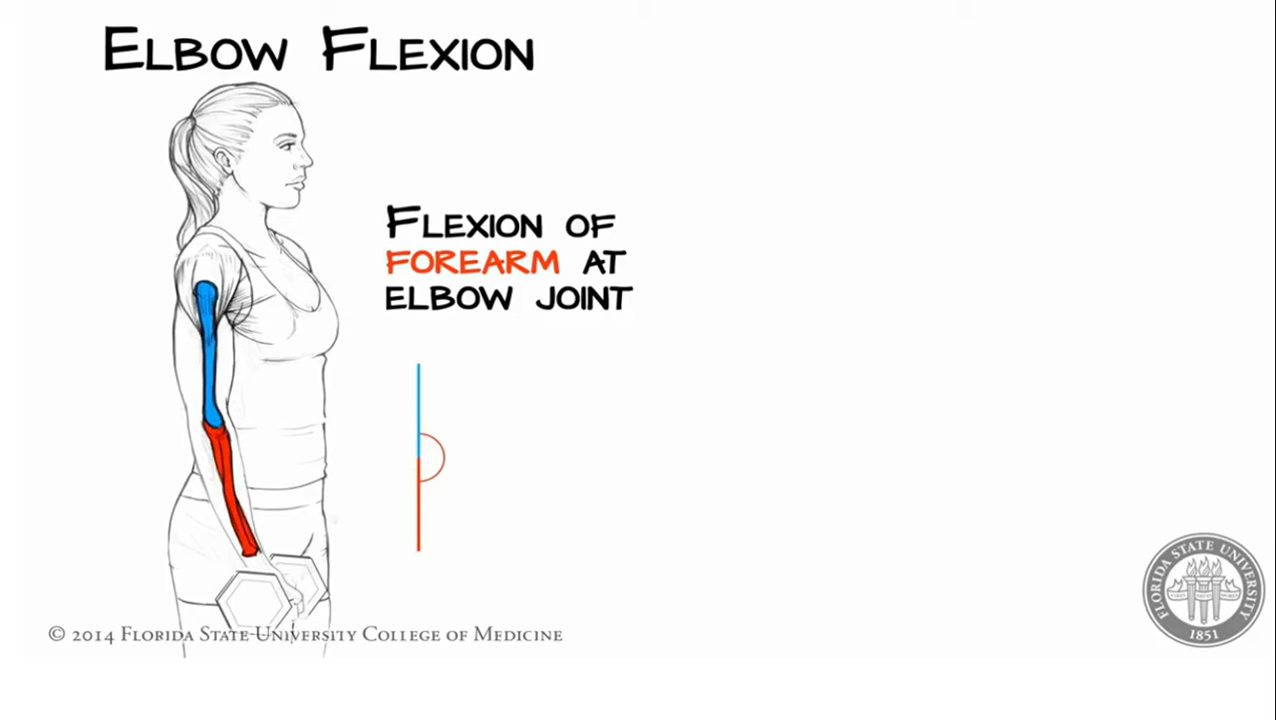 ELBOW FLEXION
FLEXION OF
FOREARM AT
ELBOW JOINT
© 2014 FLORIDA STATE UNIVERSITY COLLEGE OF MEDICINE
FLORIDA STATE UNIVERSITY
1851